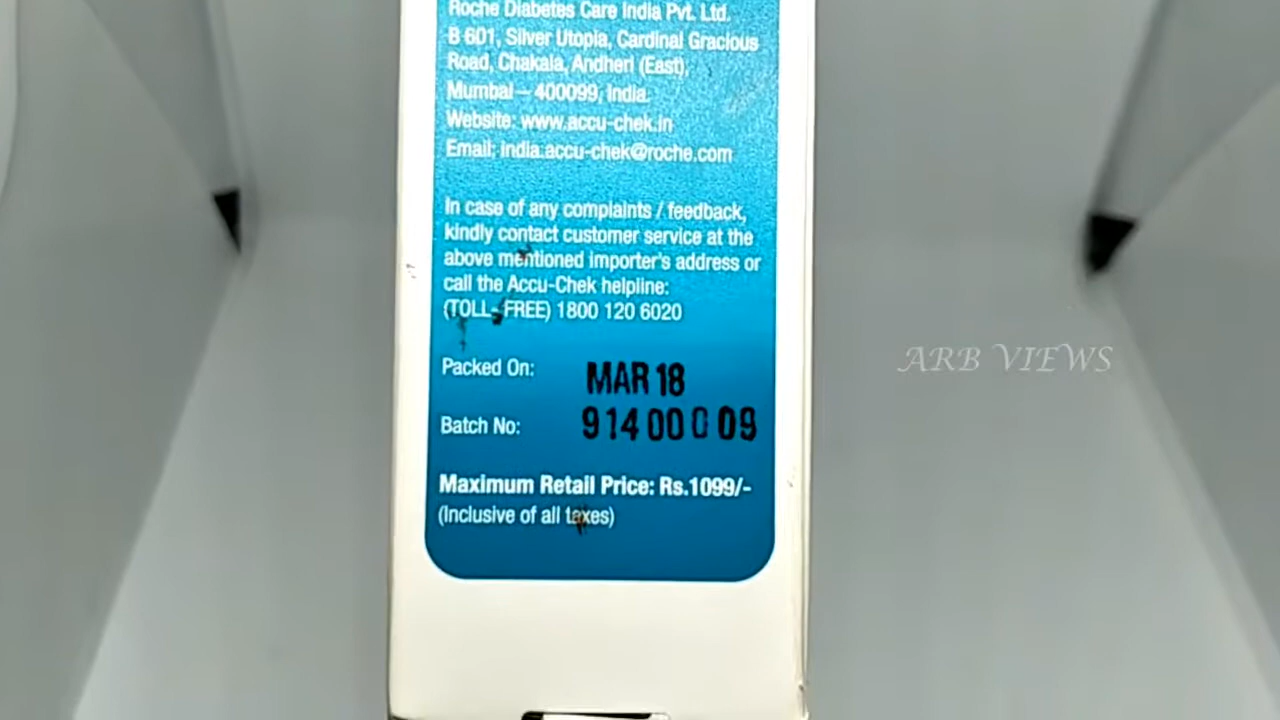 Roche Diabetes Care India Pvt. Ltd.
B 601, Silver Utopia, Cardinal Gracious
Road, Chakala, Andheri (East),
Mumbai – 400099, India.
Website: www.accu-chek.in
Email: india.accu-chek@roche.com
In case of any complaints / feedback,
kindly contact customer service at the
above mentioned importer's address or
call the Accu-Chek helpline:
(TOLL- FREE) 1800 120 6020
Packed On: MAR 18
Batch No: 914 00 0 09
Maximum Retail Price: Rs.1099/-
(Inclusive of all taxes)
ARB VIEWS